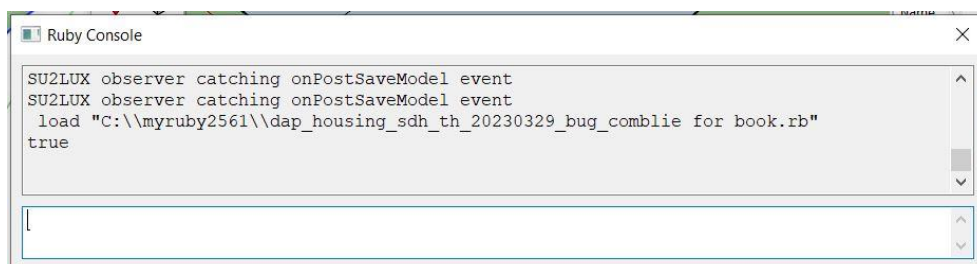 Name
Ruby Console
SU2LUX observer catching onPostSaveModel event
SU2LUX observer catching onPostSaveModel event
load "C:\\myruby2561\\dap_housing_sdh_th_20230329_bug_comblie for book.rb"
true